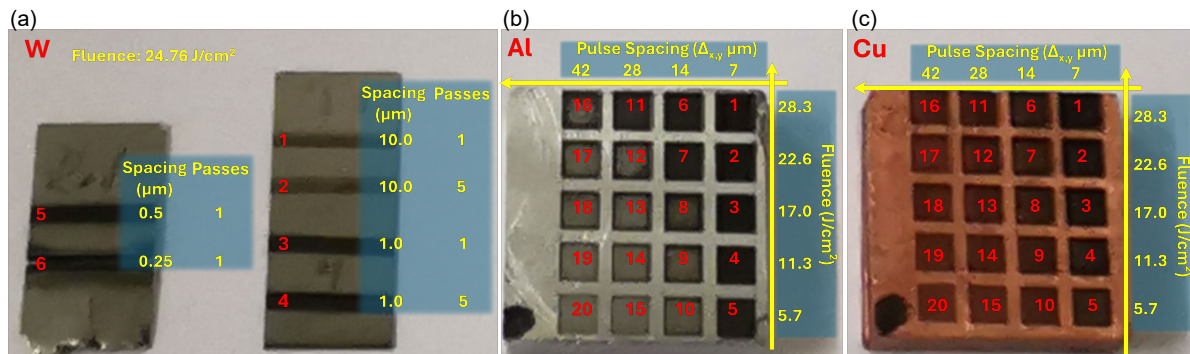 (a)
W
Fluence: 24.76 J/cm²
Spacing Passes
(μm)
1 10.0 1
2 10.0 5
3 1.0 1
4 1.0 5
Spacing Passes
(μm)
5 0.5 1
6 0.25 1
(b)
Al
Pulse Spacing (Δx,y μm)
42 28 14 7
16 11 6 1 28.3
17 12 7 2 22.6
18 13 8 3 17.0
19 14 9 4 11.3
20 15 10 5 5.7
Fluence (J/cm²)
(c)
Cu
Pulse Spacing (Δx,y μm)
42 28 14 7
16 11 6 1 28.3
17 12 7 2 22.6
18 13 8 3 17.0
19 14 9 4 11.3
20 15 10 5 5.7
Fluence (J/cm²)